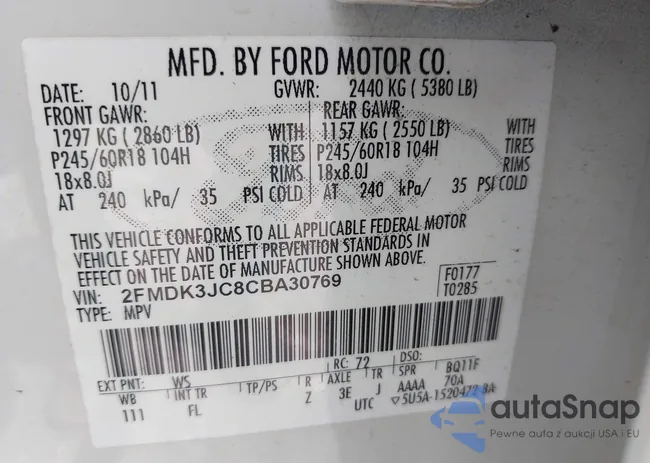 MFD. BY FORD MOTOR CO.
DATE: 10/11 GVWR: 2440 KG ( 5380 LB)
FRONT GAWR: REAR GAWR:
1297 KG ( 2860 LB) WITH 1157 KG ( 2550 LB) WITH
P245/60R18 104H TIRES P245/60R18 104H TIRES
18x8.0J RIMS 18x8.0J RIMS
AT 240 kPa/ 35 PSI COLD AT 240 kPa/ 35 PSI COLD
THIS VEHICLE CONFORMS TO ALL APPLICABLE FEDERAL MOTOR
VEHICLE SAFETY AND THEFT PREVENTION STANDARDS IN
EFFECT ON THE DATE OF MANUFACTURE SHOWN ABOVE.
VIN: 2FMDK3JC8CBA30769 F0177
TYPE: MPV T0285
EXT PNT: WS RC: 72 DSO:
WB INT TR TP/PS R AXLE TR SPR BQ11F
111 FL Z 3E J AAAA 70A
UTC ▽5U5A-1520472-BA
autaSnap
Pewne auta z aukcji USA i EU